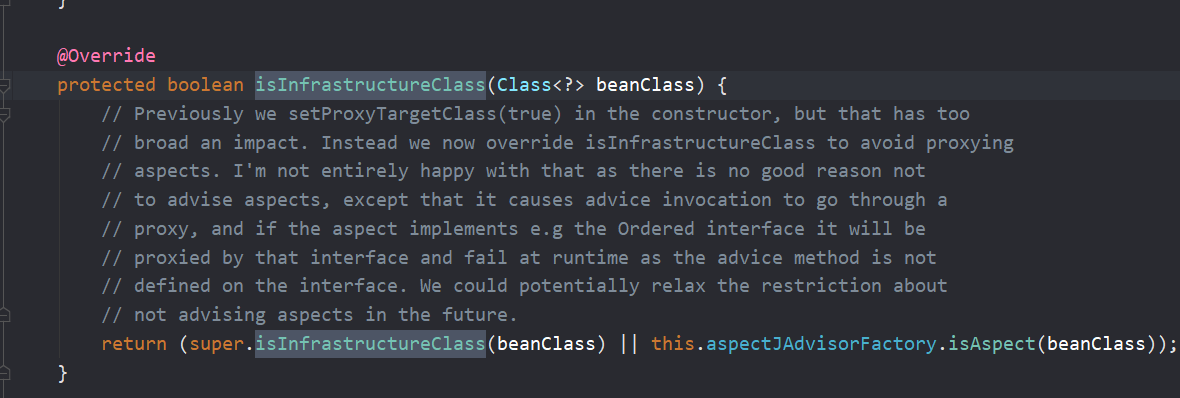 }
@Override
protected boolean isInfrastructureClass(Class<?> beanClass) {
// Previously we setProxyTargetClass(true) in the constructor, but that has too
// broad an impact. Instead we now override isInfrastructureClass to avoid proxying
// aspects. I'm not entirely happy with that as there is no good reason not
// to advise aspects, except that it causes advice invocation to go through a
// proxy, and if the aspect implements e.g the Ordered interface it will be
// proxied by that interface and fail at runtime as the advice method is not
// defined on the interface. We could potentially relax the restriction about
// not advising aspects in the future.
return (super.isInfrastructureClass(beanClass) || this.aspectJAdvisorFactory.isAspect(beanClass));
}